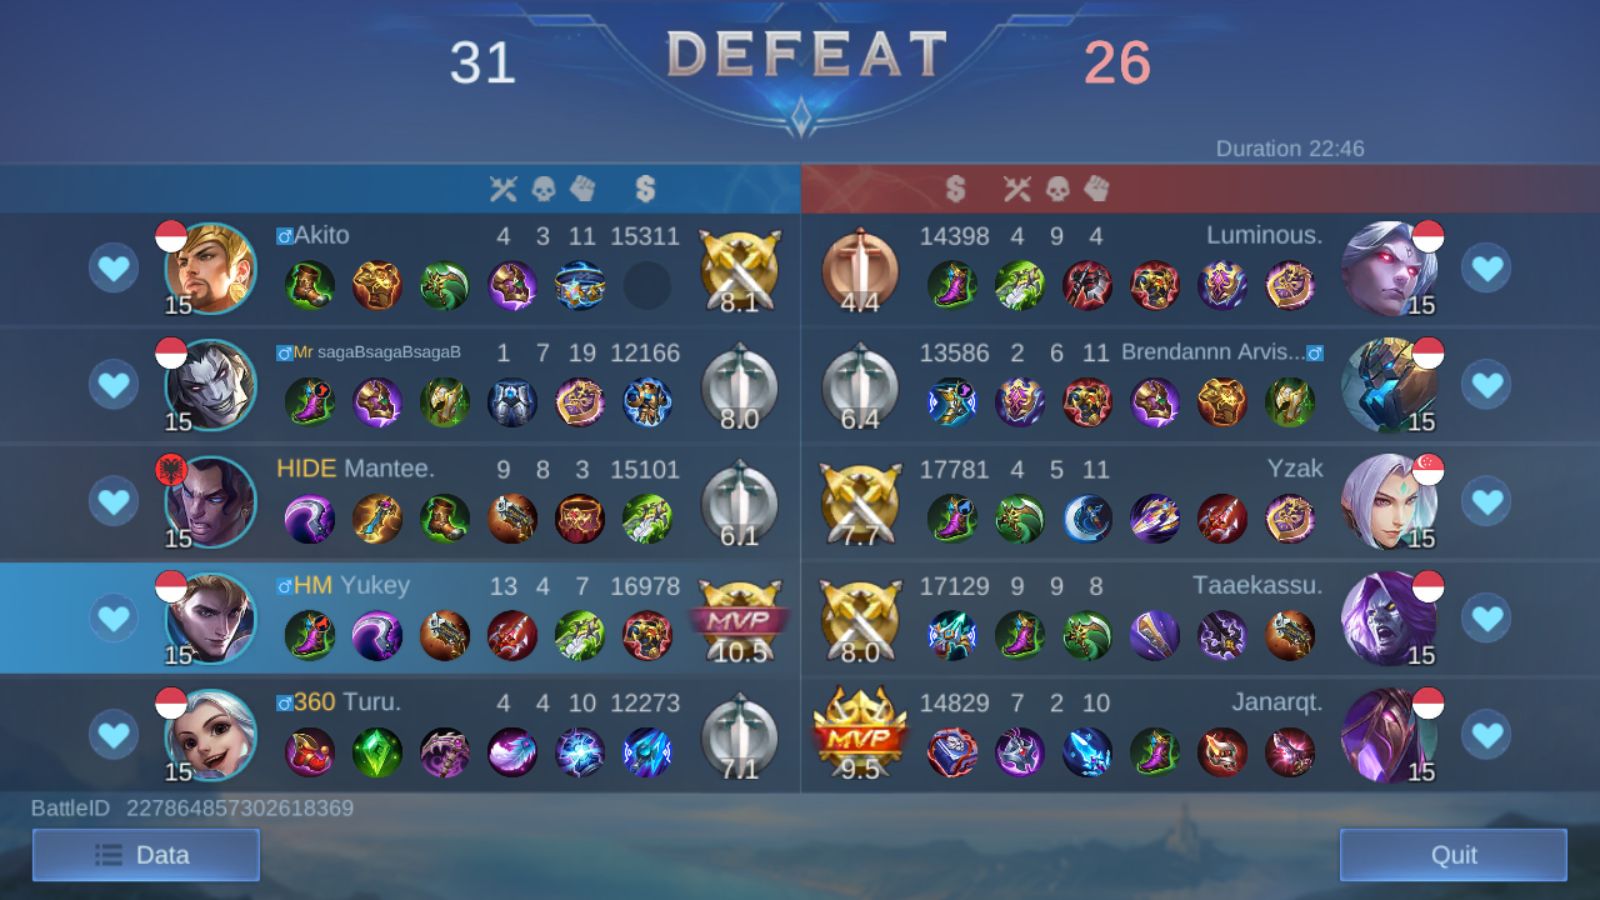 31 DEFEAT 26
Duration 22:46
Akito 4 3 11 15311
15 8.1
14398 4 9 4 Luminous.
4.4 15
Mr sagaBsagaBsagaB 1 7 19 12166
15 8.0
13586 2 6 11 Brendannn Arvis...
6.4 15
HIDE Mantee. 9 8 3 15101
15 6.1
17781 4 5 11 Yzak
7.7 15
HM Yukey 13 4 7 16978
15 MVP 10.5
17129 9 9 8 Taaekassu.
8.0 15
360 Turu. 4 4 10 12273
15 7.1
14829 7 2 10 Janarqt.
MVP 9.5 15
BattleID 227864857302618369
Data
Quit